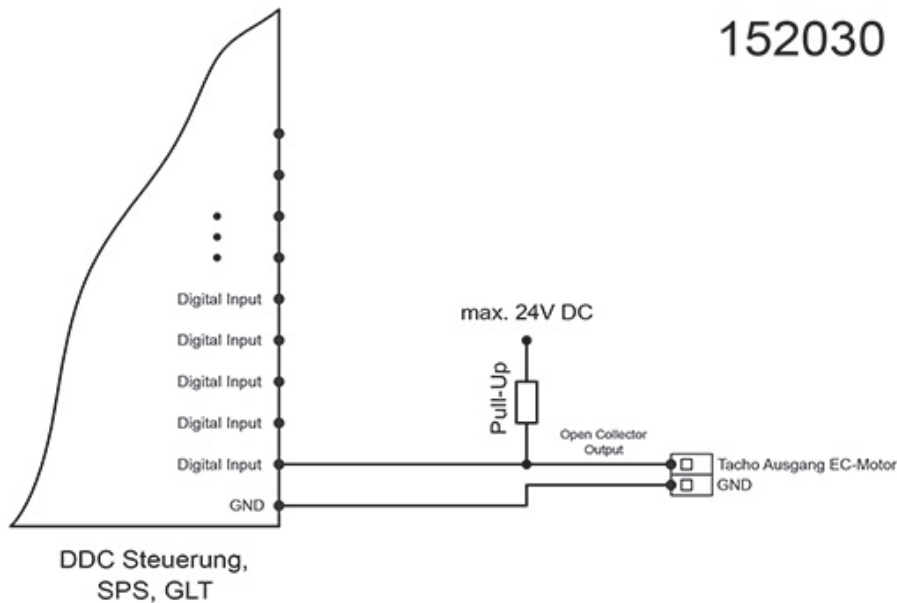 152030
Digital Input
Digital Input
Digital Input
Digital Input
Digital Input
GND
max. 24V DC
Pull-Up
Open Collector
Output
Tacho Ausgang EC-Motor
GND
DDC Steuerung,
SPS, GLT